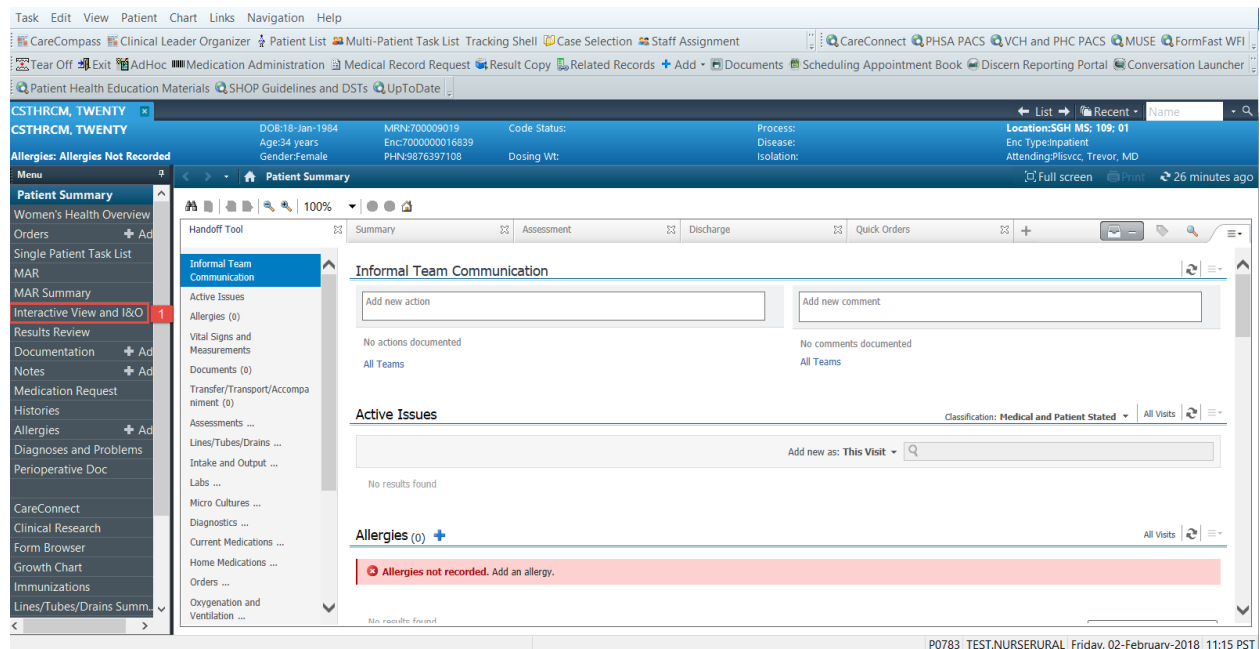 Task Edit View Patient Chart Links Navigation Help
CareCompass Clinical Leader Organizer Patient List Multi-Patient Task List Tracking Shell Case Selection Staff Assignment CareConnect PHSA PACS VCH and PHC PACS MUSE FormFast WFI
Tear Off Exit AdHoc Medication Administration Medical Record Request Result Copy Related Records + Add Documents Scheduling Appointment Book Discern Reporting Portal Conversation Launcher
Patient Health Education Materials SHOP Guidelines and DSTs UpToDate
CSTHRCM, TWENTY List Recent Name
CSTHRCM, TWENTY DOB:18-Jan-1984 MRN:700009019 Code Status: Process: Location:SGH MS; 109; 01
Age:34 years Enc:7000000016839 Disease: Enc Type:Inpatient
Allergies: Allergies Not Recorded Gender:Female PHN:9876397108 Dosing Wt: Isolation: Attending:Plisvcc, Trevor, MD
Menu Patient Summary Full screen Print 26 minutes ago
Patient Summary
Women's Health Overview
Orders + Ad
Single Patient Task List
MAR
MAR Summary
Interactive View and I&O 1
Results Review
Documentation + Ad
Notes + Ad
Medication Request
Histories
Allergies + Ad
Diagnoses and Problems
Perioperative Doc
CareConnect
Clinical Research
Form Browser
Growth Chart
Immunizations
Lines/Tubes/Drains Summ..
100%
Handoff Tool Summary Assessment Discharge Quick Orders +
Informal Team
Communication
Active Issues
Allergies (0)
Vital Signs and
Measurements
Documents (0)
Transfer/Transport/Accompa
niment (0)
Assessments ...
Lines/Tubes/Drains ...
Intake and Output ...
Labs ...
Micro Cultures ...
Diagnostics ...
Current Medications ...
Home Medications ...
Orders ...
Oxygenation and
Ventilation ...
Informal Team Communication
Add new action Add new comment
No actions documented No comments documented
All Teams All Teams
Active Issues Classification: Medical and Patient Stated All Visits
Add new as: This Visit
No results found
Allergies (0) + All Visits
Allergies not recorded. Add an allergy.
No results found
P0783 TEST.NURSERURAL Friday, 02-February-2018 11:15 PST